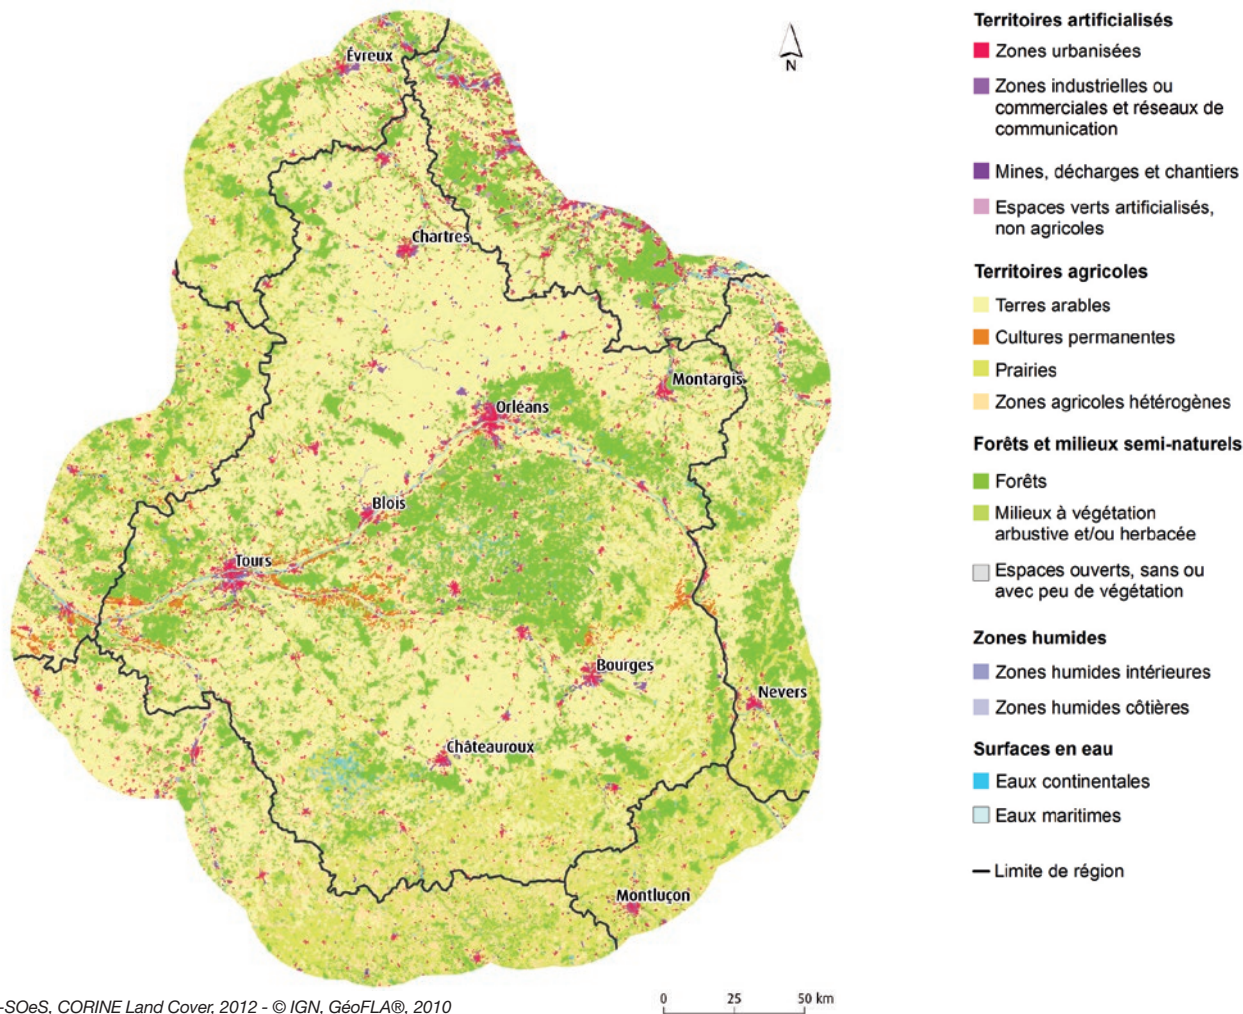 Évreux
N
Chartres
Montargis
Orléans
Blois
Tours
Bourges
Nevers
Châteauroux
Montluçon
Territoires artificialisés
Zones urbanisées
Zones industrielles ou
commerciales et réseaux de
communication
Mines, décharges et chantiers
Espaces verts artificialisés,
non agricoles
Territoires agricoles
Terres arables
Cultures permanentes
Prairies
Zones agricoles hétérogènes
Forêts et milieux semi-naturels
Forêts
Milieux à végétation
arbustive et/ou herbacée
Espaces ouverts, sans ou
avec peu de végétation
Zones humides
Zones humides intérieures
Zones humides côtières
Surfaces en eau
Eaux continentales
Eaux maritimes
Limite de région
-SOeS, CORINE Land Cover, 2012 - © IGN, GéoFLA®, 2010
0 25 50 km